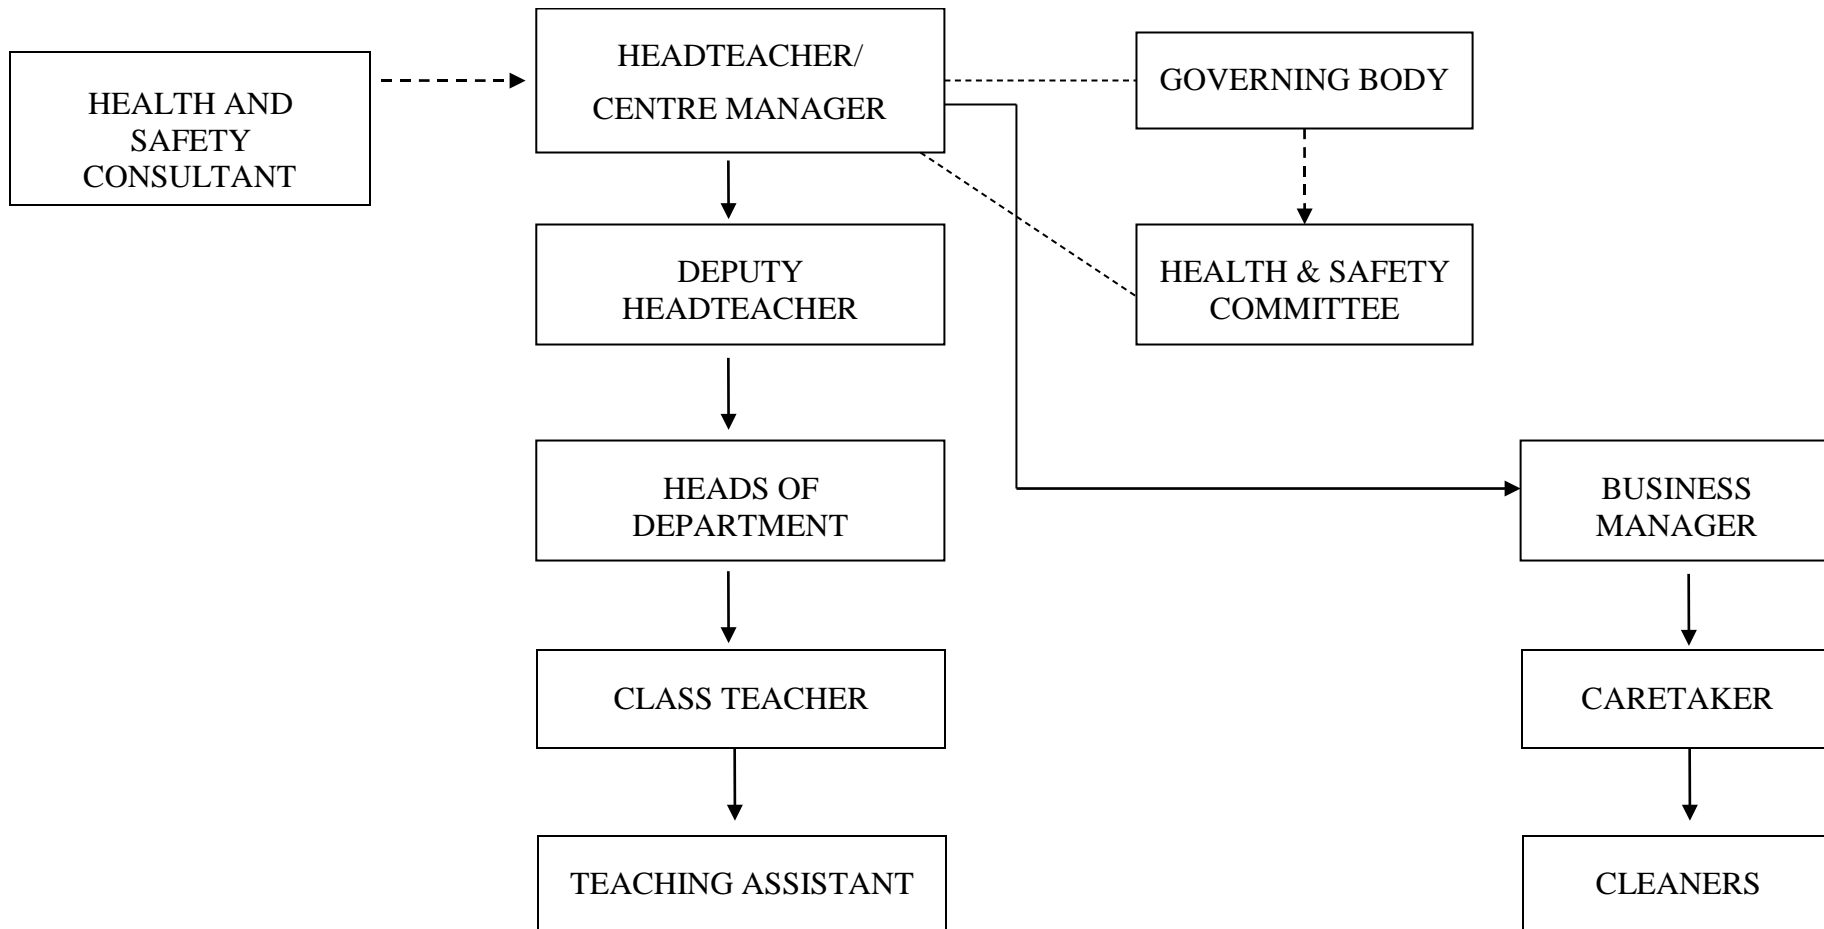 HEADTEACHER/
CENTRE MANAGER
GOVERNING BODY
HEALTH AND
SAFETY
CONSULTANT
DEPUTY
HEADTEACHER
HEALTH & SAFETY
COMMITTEE
HEADS OF
DEPARTMENT
BUSINESS
MANAGER
CLASS TEACHER
CARETAKER
TEACHING ASSISTANT
CLEANERS